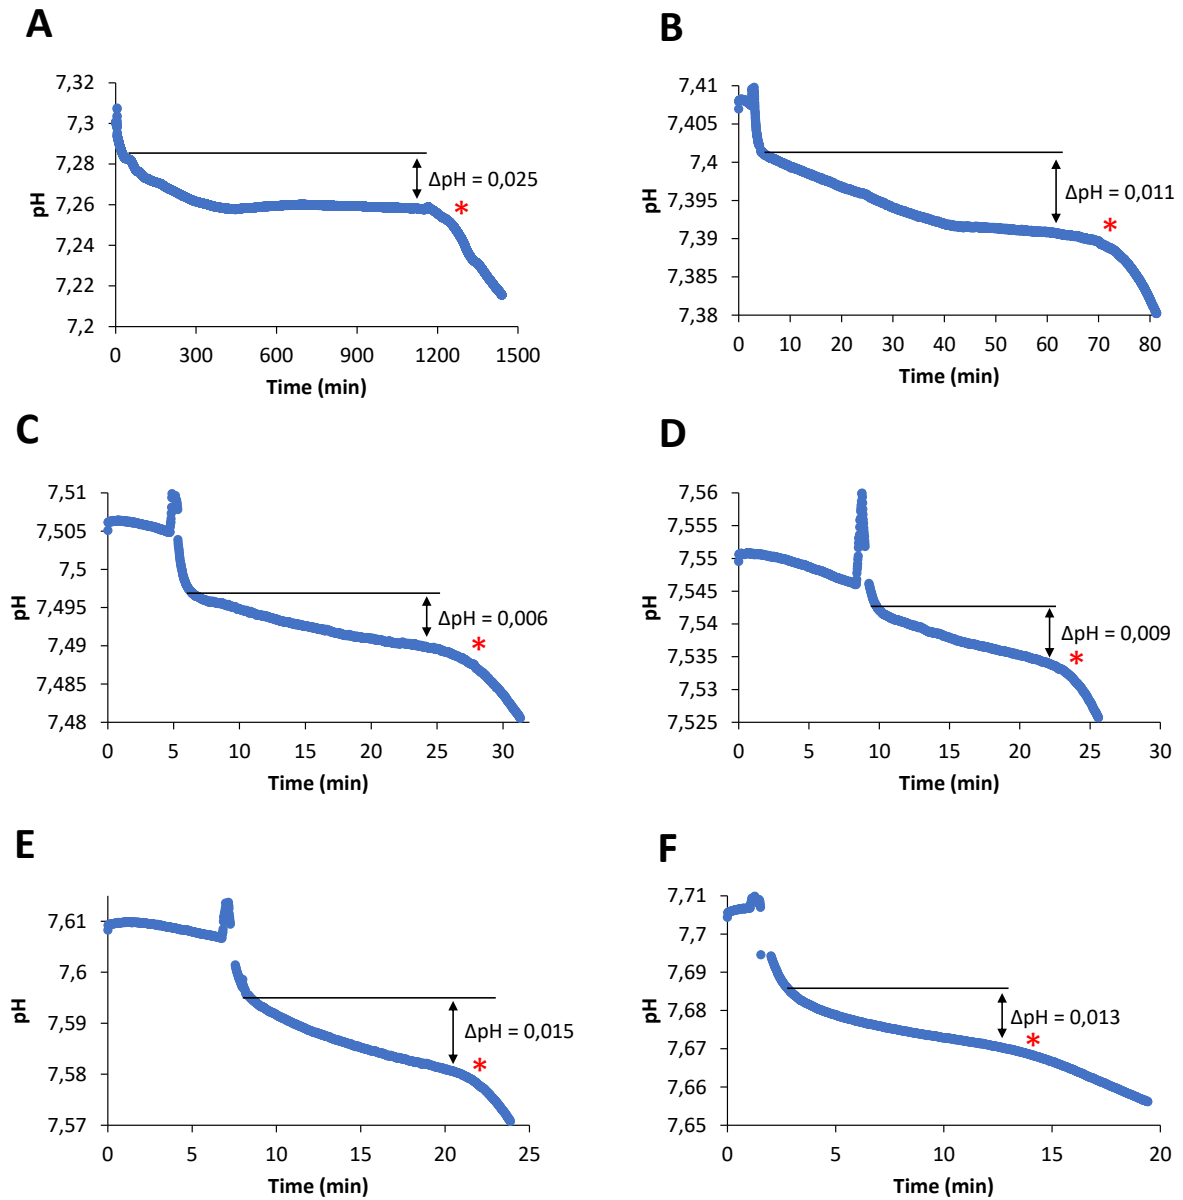 A
7,32
7,3
7,28
7,26
7,24
7,22
7,2
pH
ΔpH = 0,025
*
0 300 600 900 1200 1500
Time (min)
B
7,41
7,405
7,4
7,395
7,39
7,385
7,38
pH
ΔpH = 0,011
*
0 10 20 30 40 50 60 70 80
Time (min)
C
7,51
7,505
7,5
7,495
7,49
7,485
7,48
pH
ΔpH = 0,006
*
0 5 10 15 20 25 30
Time (min)
D
7,56
7,555
7,55
7,545
7,54
7,535
7,53
7,525
pH
ΔpH = 0,009
*
0 5 10 15 20 25 30
Time (min)
E
7,61
7,6
7,59
7,58
7,57
pH
ΔpH = 0,015
*
0 5 10 15 20 25
Time (min)
F
7,71
7,7
7,69
7,68
7,67
7,66
7,65
pH
ΔpH = 0,013
*
0 5 10 15 20
Time (min)